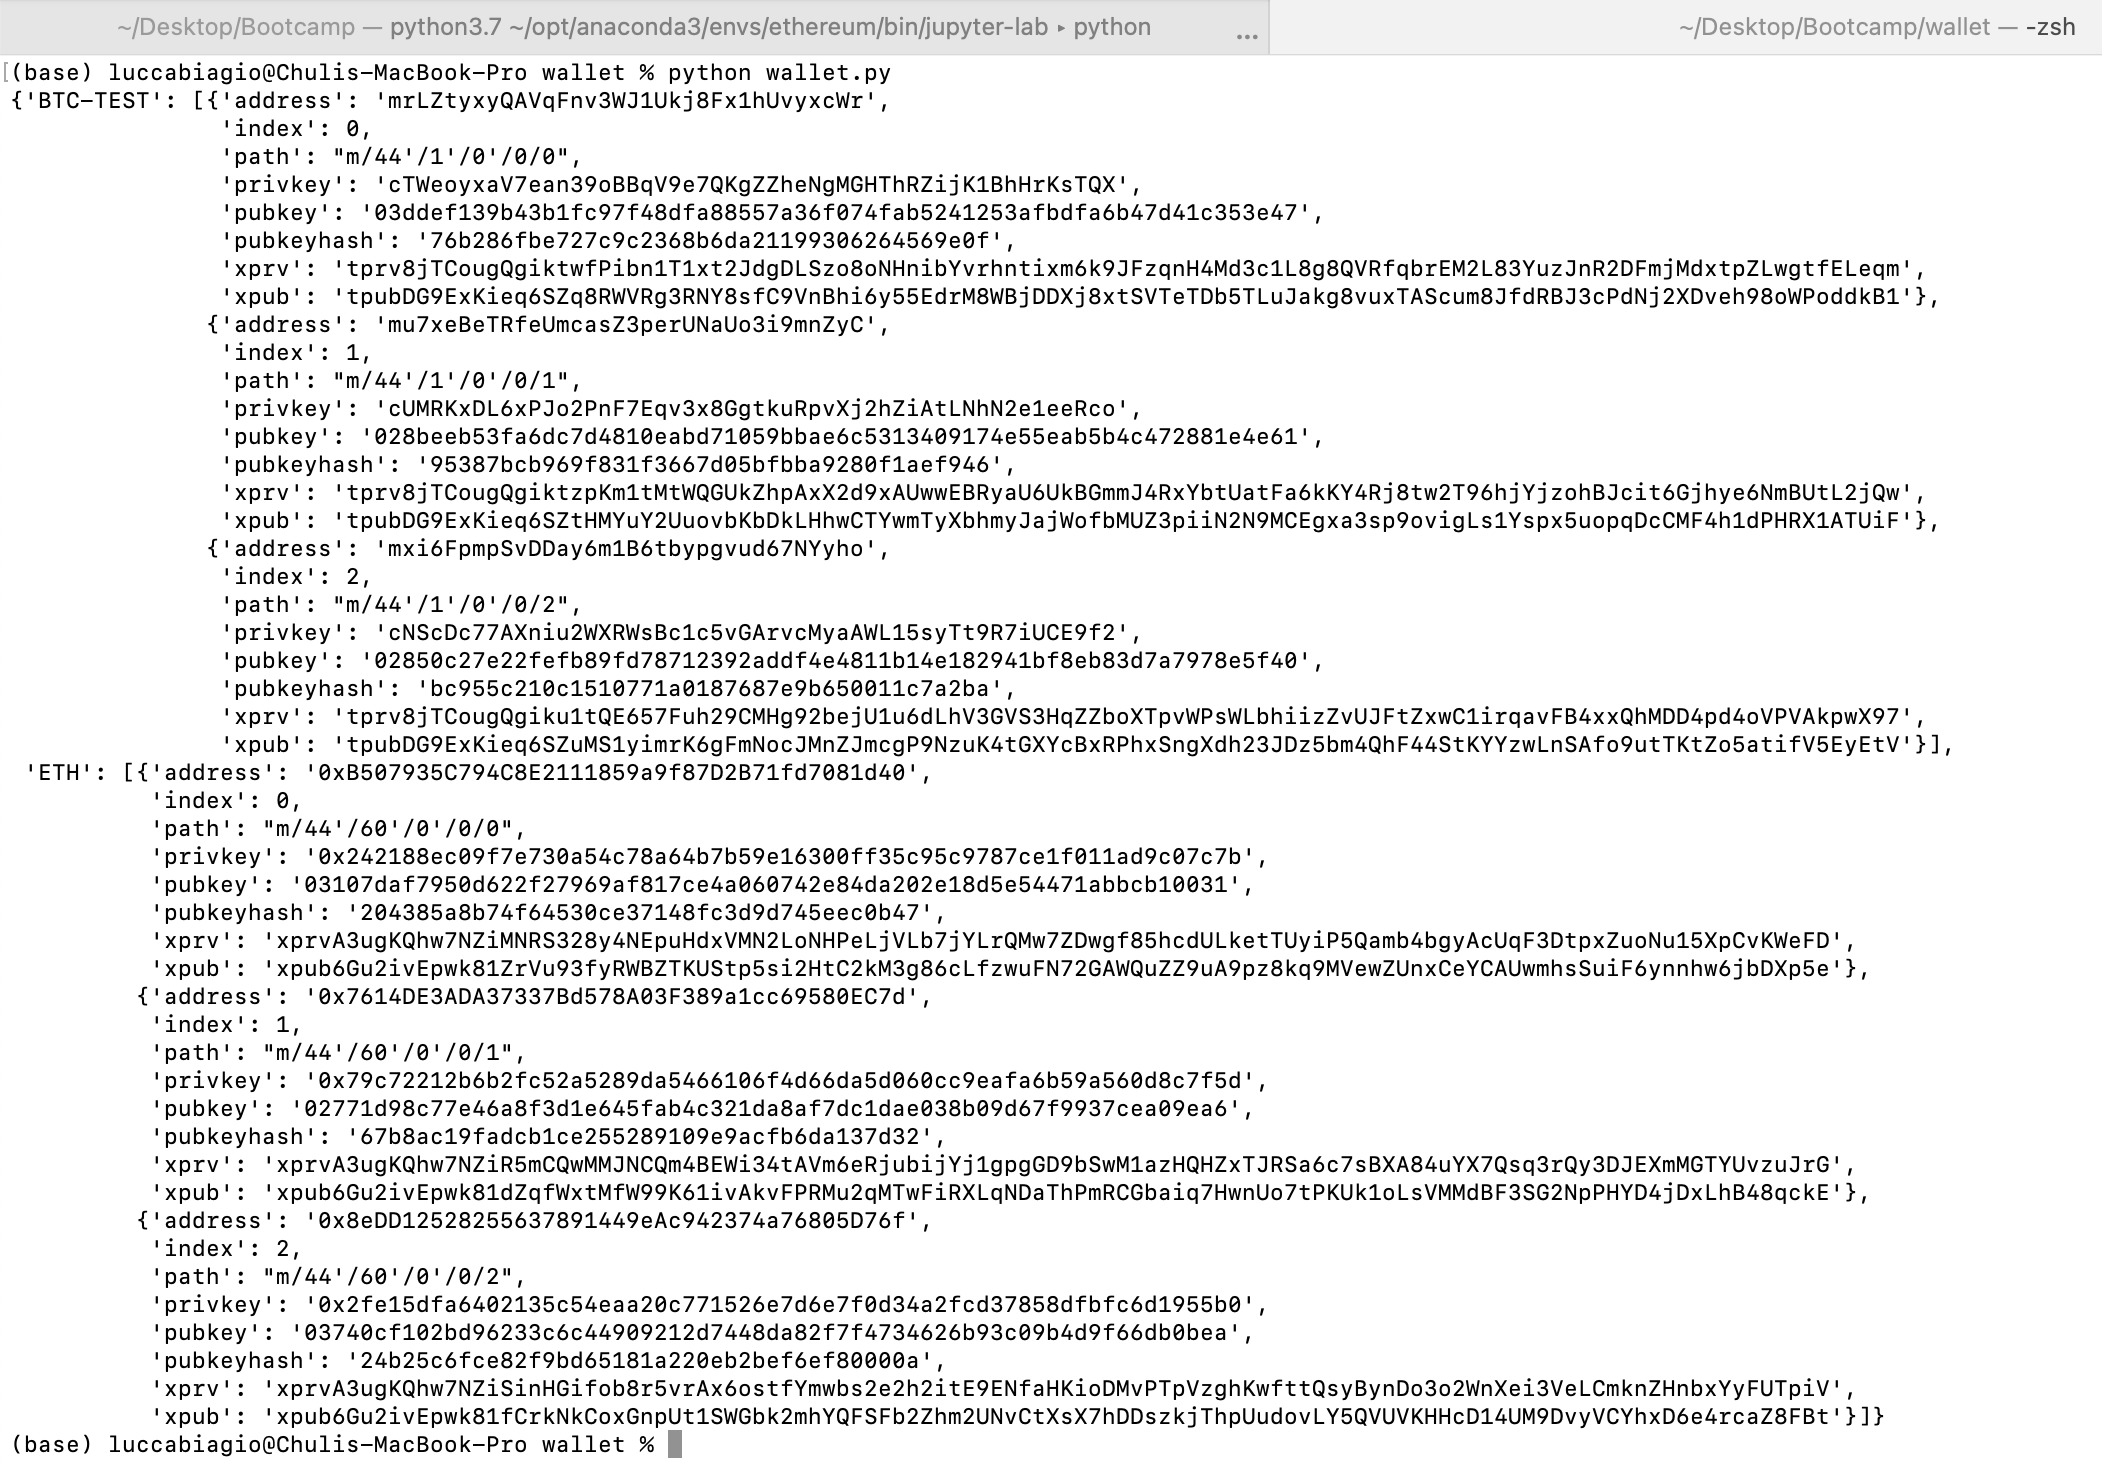 ~/Desktop/Bootcamp — python3.7 ~/opt/anaconda3/envs/ethereum/bin/jupyter-lab ▸ python ...
~/Desktop/Bootcamp/wallet — -zsh
[(base) luccabiagio@Chulis-MacBook-Pro wallet % python wallet.py
{'BTC-TEST': [{'address': 'mrLZtyxyQAVqFnv3WJ1Ukj8Fx1hUvyxcWr',
'index': 0,
'path': "m/44'/1'/0'/0/0",
'privkey': 'cTWeoyxaV7ean39oBBqV9e7QKgZZheNgMGHThRZijK1BhHrKsTQX',
'pubkey': '03ddef139b43b1fc97f48dfa88557a36f074fab5241253afbdfa6b47d41c353e47',
'pubkeyhash': '76b286fbe727c9c2368b6da21199306264569e0f',
'xprv': 'tprv8jTCougQgiktwfPibn1T1xt2JdgDLSzo8oNHnibYvrhntixm6k9JFzqnH4Md3c1L8g8QVRfqbrEM2L83YuzJnR2DFmjMdxtpZLwgtfELeqm',
'xpub': 'tpubDG9ExKieq6SZq8RWVRg3RNY8sfC9VnBhi6y55EdrM8WBjDDXj8xtSVTeTDb5TLuJakg8vuxTAScum8JfdRBJ3cPdNj2XDveh98oWPoddkB1'},
{'address': 'mu7xeBeTRfeUmcasZ3perUNaUo3i9mnZyC',
'index': 1,
'path': "m/44'/1'/0'/0/1",
'privkey': 'cUMRKxDL6xPJo2PnF7Eqv3x8GgtkuRpvXj2hZiAtLNhN2e1eeRco',
'pubkey': '028beeb53fa6dc7d4810eabd71059bbae6c5313409174e55eab5b4c472881e4e61',
'pubkeyhash': '95387bcb969f831f3667d05bfbba9280f1aef946',
'xprv': 'tprv8jTCougQgiktzpKm1tMtWQGUkZhpAxX2d9xAUwwEBRyaU6UkBGmmJ4RxYbtUatFa6kKY4Rj8tw2T96hjYjzohBJcit6Gjhye6NmBUtL2jQw',
'xpub': 'tpubDG9ExKieq6SZtHMYuY2UuovbKbDkLHhwCTYwmTyXbhmyJajWofbMUZ3piiN2N9MCEgxa3sp9ovigLs1Yspx5uopqDcCMF4h1dPHRX1ATUiF'},
{'address': 'mxi6FpmpSvDDay6m1B6tbypgvud67NYyho',
'index': 2,
'path': "m/44'/1'/0'/0/2",
'privkey': 'cNScDc77AXniu2WXRWsBc1c5vGArvcMyaAWL15syTt9R7iUCE9f2',
'pubkey': '02850c27e22fefb89fd78712392addf4e4811b14e182941bf8eb83d7a7978e5f40',
'pubkeyhash': 'bc955c210c1510771a0187687e9b650011c7a2ba',
'xprv': 'tprv8jTCougQgiku1tQE657Fuh29CMHg92bejU1u6dLhV3GVS3HqZZboXTpvWPsWLbhiizZvUJFtZxwC1irqavFB4xxQhMDD4pd4oVPVAkpwX97',
'xpub': 'tpubDG9ExKieq6SZuMS1yimrK6gFmNocJMnZJmcgP9NzuK4tGXYcBxRPhxSngXdh23JDz5bm4QhF44StKYYzwLnSAfo9utTKtZo5atifV5EyEtV'}],
'ETH': [{'address': '0xB507935C794C8E2111859a9f87D2B71fd7081d40',
'index': 0,
'path': "m/44'/60'/0'/0/0",
'privkey': '0x242188ec09f7e730a54c78a64b7b59e16300ff35c95c9787ce1f011ad9c07c7b',
'pubkey': '03107daf7950d622f27969af817ce4a060742e84da202e18d5e54471abbcb10031',
'pubkeyhash': '204385a8b74f64530ce37148fc3d9d745eec0b47',
'xprv': 'xprvA3ugKQhw7NZiMNRS328y4NEpuHdxVMN2LoNHPeLjVLb7jYLrQMw7ZDwgf85hcdULketTUyiP5Qamb4bgyAcUqF3DtpxZuoNu15XpCvKWeFD',
'xpub': 'xpub6Gu2ivEpwk81ZrVu93fyRWBZTKUStp5si2HtC2kM3g86cLfzwuFN72GAWQuZZ9uA9pz8kq9MVewZUnxCeYCAUwmhsSuiF6ynnhw6jbDXp5e'},
{'address': '0x7614DE3ADA37337Bd578A03F389a1cc69580EC7d',
'index': 1,
'path': "m/44'/60'/0'/0/1",
'privkey': '0x79c72212b6b2fc52a5289da5466106f4d66da5d060cc9eafa6b59a560d8c7f5d',
'pubkey': '02771d98c77e46a8f3d1e645fab4c321da8af7dc1dae038b09d67f9937cea09ea6',
'pubkeyhash': '67b8ac19fadcb1ce255289109e9acfb6da137d32',
'xprv': 'xprvA3ugKQhw7NZiR5mCQwMMJNCQm4BEWi34tAVm6eRjubijYj1gpgGD9bSwM1azHQHZxTJRSa6c7sBXA84uYX7Qsq3rQy3DJEXmMGTYUvzuJrG',
'xpub': 'xpub6Gu2ivEpwk81dZqfWxtMfW99K61ivAkvFPRMu2qMTwFiRXLqNDaThPmRCGbaiq7HwnUo7tPKUk1oLsVMMdBF3SG2NpPHYD4jDxLhB48qckE'},
{'address': '0x8eDD12528255637891449eAc942374a76805D76f',
'index': 2,
'path': "m/44'/60'/0'/0/2",
'privkey': '0x2fe15dfa6402135c54eaa20c771526e7d6e7f0d34a2fcd37858dfbfc6d1955b0',
'pubkey': '03740cf102bd96233c6c44909212d7448da82f7f4734626b93c09b4d9f66db0bea',
'pubkeyhash': '24b25c6fce82f9bd65181a220eb2bef6ef80000a',
'xprv': 'xprvA3ugKQhw7NZiSinHGifob8r5vrAx6ostfYmwbs2e2h2itE9ENfaHKioDMvPTpVzghKwfttQsyBynDo3o2WnXei3VeLCmknZHnbxYyFUTpiV',
'xpub': 'xpub6Gu2ivEpwk81fCrkNkCoxGnpUt1SWGbk2mhYQFSFb2Zhm2UNvCtXsX7hDDszkjThpUudovLY5QVUVKHHcD14UM9DvyVCYhxD6e4rcaZ8FBt'}]}
(base) luccabiagio@Chulis-MacBook-Pro wallet %